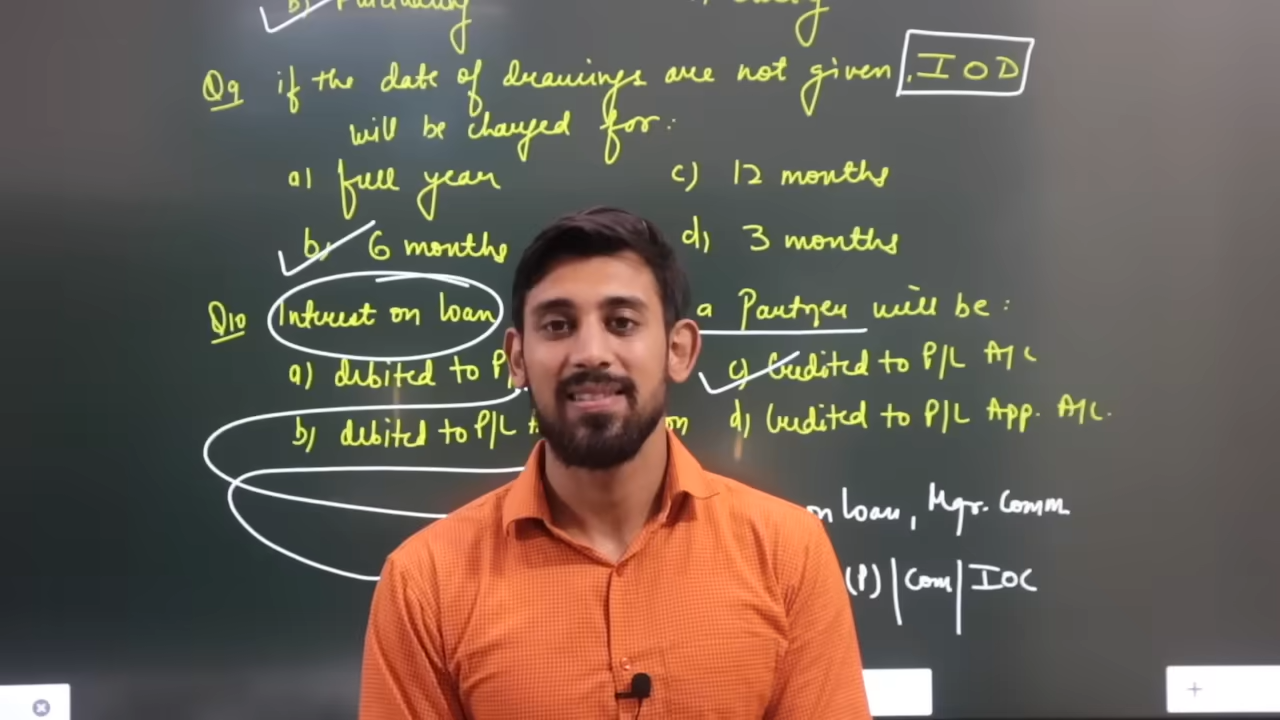 b)
Q9 if the date of drawings are not given, IOD
will be charged for:
a) full year
c) 12 months
b) 6 months
d) 3 months
Q10 Interest on loan a Partner will be:
a) debited to P/
c) Credited to P/L A/c
b) debited to P/L A on
d) Credited to P/L App. A/c.
on loan, Mgr. Comm
(P) | Com | IOC